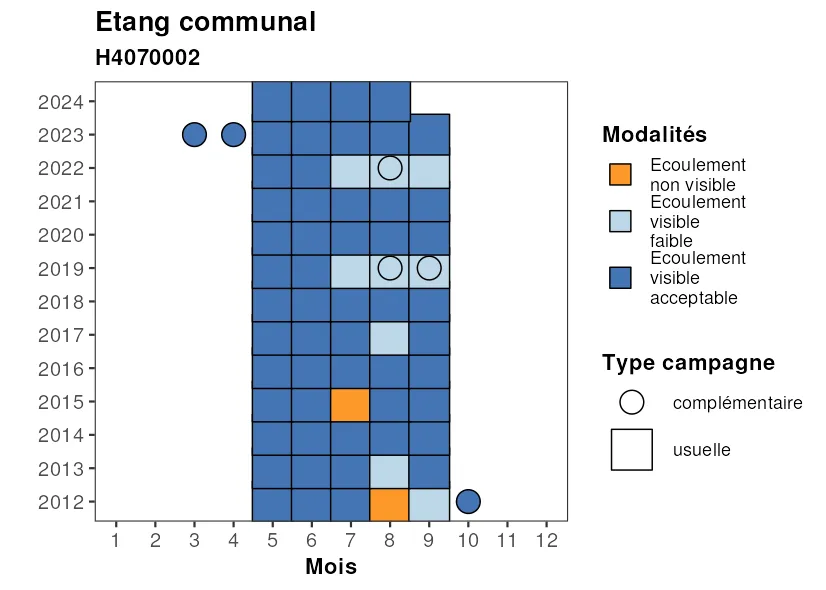 Etang communal
H4070002
2024
2023
2022
2021
2020
2019
2018
2017
2016
2015
2014
2013
2012
1 2 3 4 5 6 7 8 9 10 11 12
Mois
Modalités
Ecoulement
non visible
Ecoulement
visible
faible
Ecoulement
visible
acceptable
Type campagne
complémentaire
usuelle